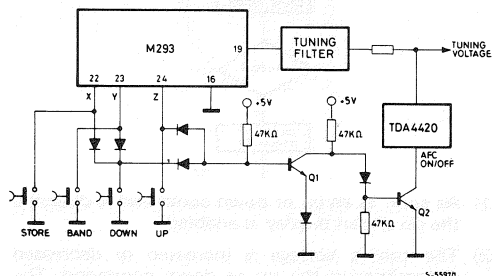 M293
19
TUNING
FILTER
TUNING
VOLTAGE
22
23
24
16
X
Y
Z
+5V
+5V
47KΩ
47KΩ
TDA4420
AFC
ON/OFF
Q1
Q2
47KΩ
STORE
BAND
DOWN
UP
S-5597/2